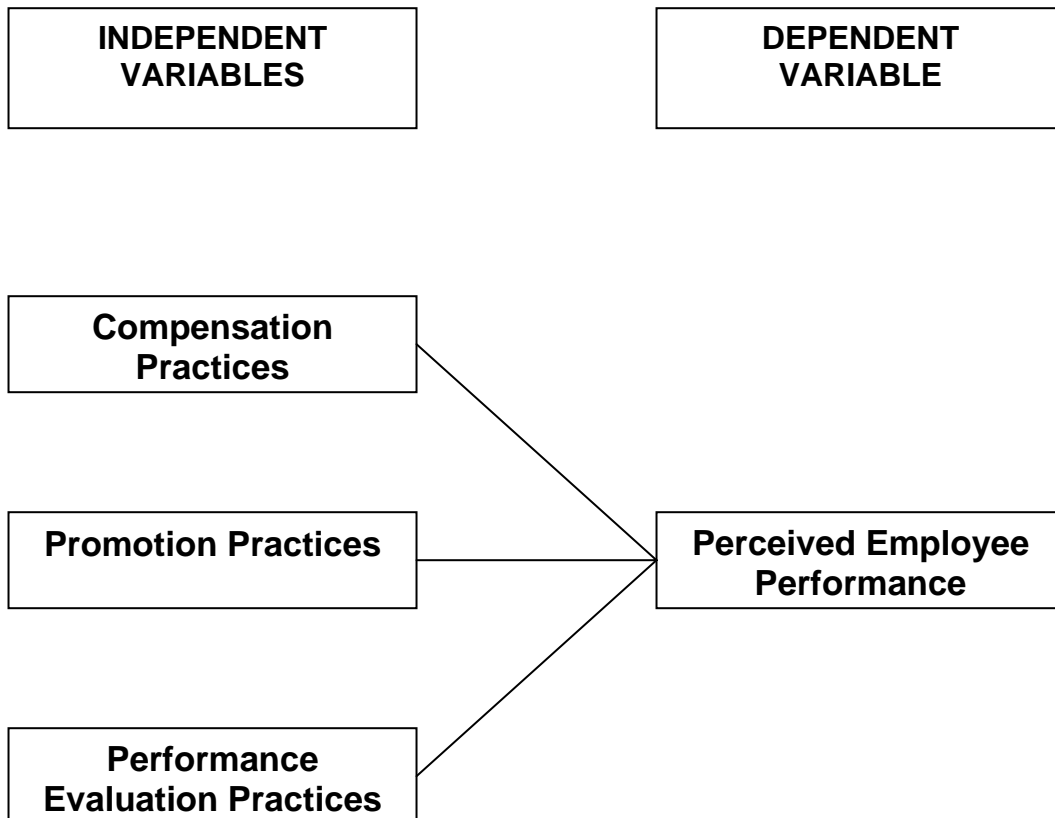 INDEPENDENT
VARIABLES
DEPENDENT
VARIABLE
Compensation
Practices
Promotion Practices
Perceived Employee
Performance
Performance
Evaluation Practices